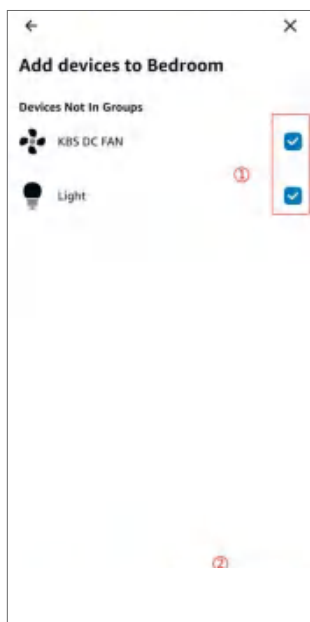 Add devices to Bedroom
Devices Not In Groups
KBS DC FAN
①
Light
②